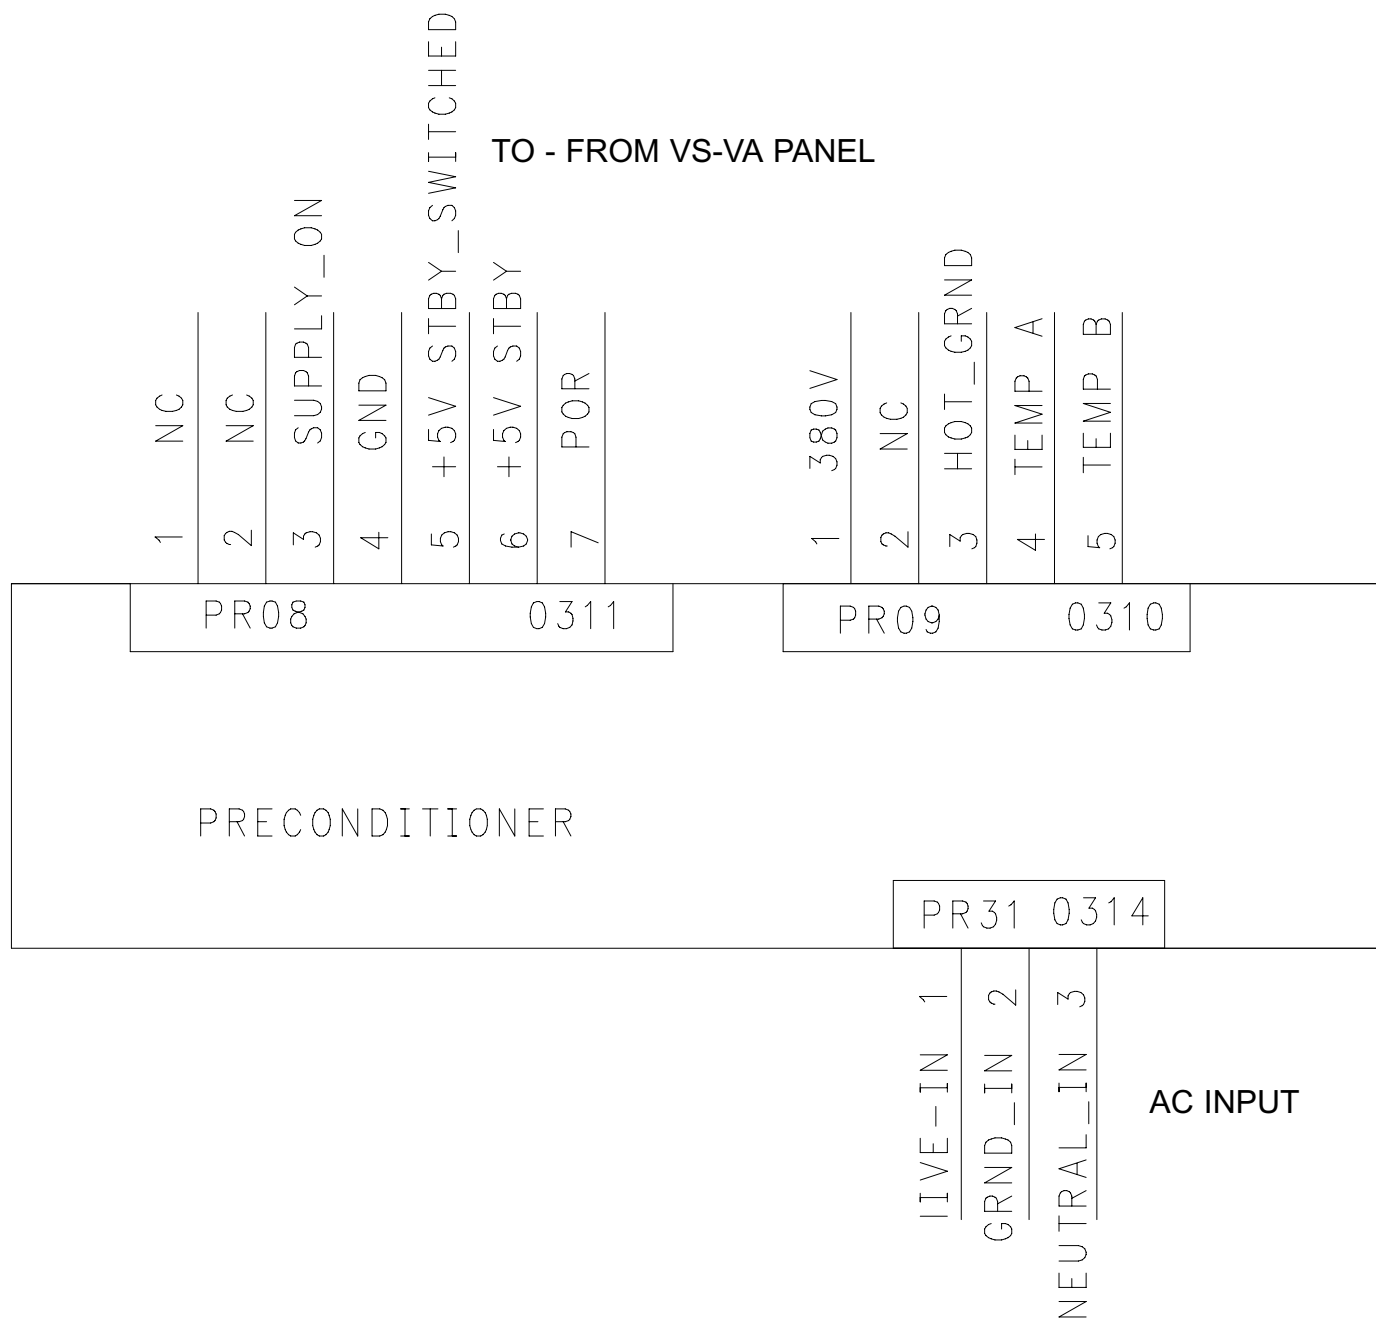 TO - FROM VS-VA PANEL
1 NC
2 NC
3 SUPPLY_ON
4 GND
5 +5V STBY_SWITCHED
6 +5V STBY
7 POR
1 380V
2 NC
3 HOT_GRND
4 TEMP A
5 TEMP B
PR08 0311
PR09 0310
PRECONDITIONER
PR31 0314
lIVE-IN 1
GRND_IN 2
NEUTRAL_IN 3
AC INPUT